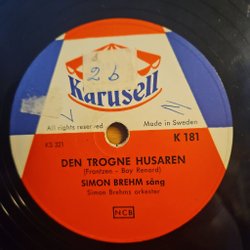 2b
Karusell
All rights reserved
Made in Sweden
KS 321
K 181
DEN TROGNE HUSAREN
(Frantzen - Boy Renard)
SIMON BREHM sång
Simon Brehms orkester
NCB